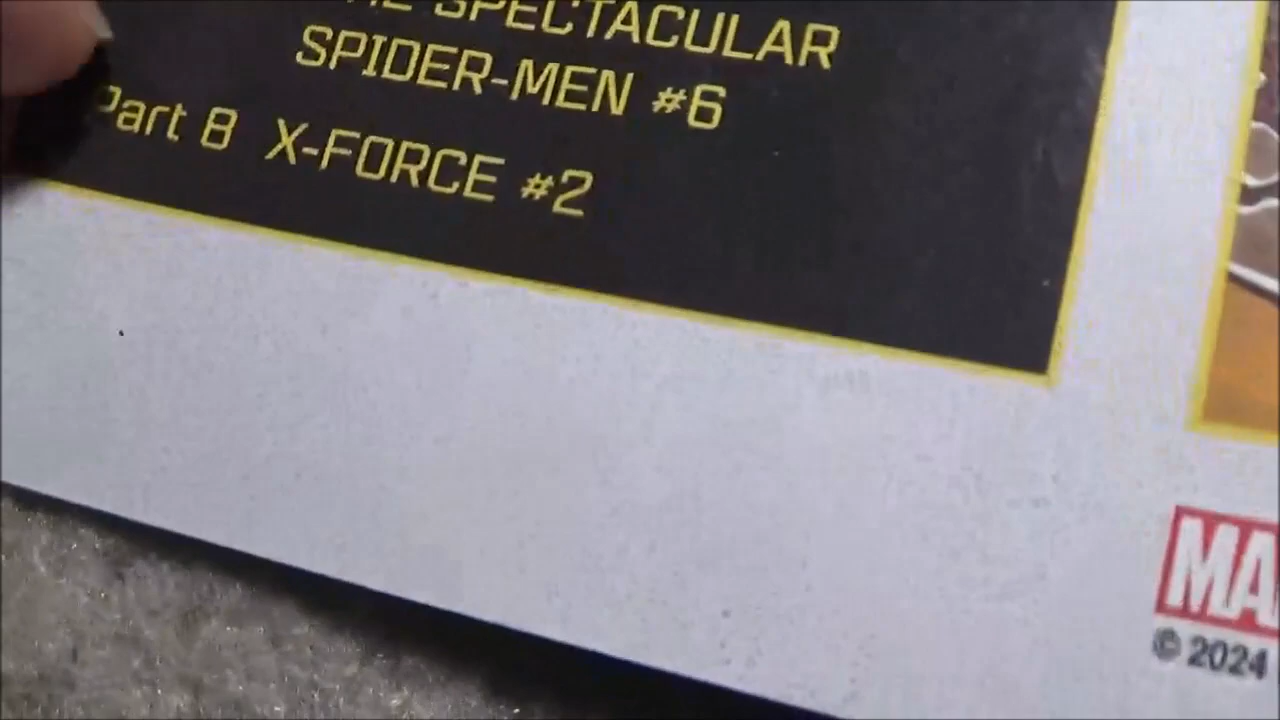 SPECTACULAR
SPIDER-MEN #6
Part 8 X-FORCE #2
MA
© 2024